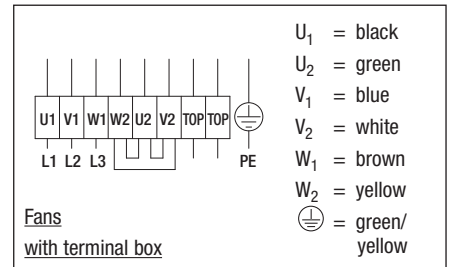 U1 V1 W1 W2 U2 V2 TOP TOP
L1 L2 L3 PE
Fans
with terminal box
U₁ = black
U₂ = green
V₁ = blue
V₂ = white
W₁ = brown
W₂ = yellow
= green/
yellow